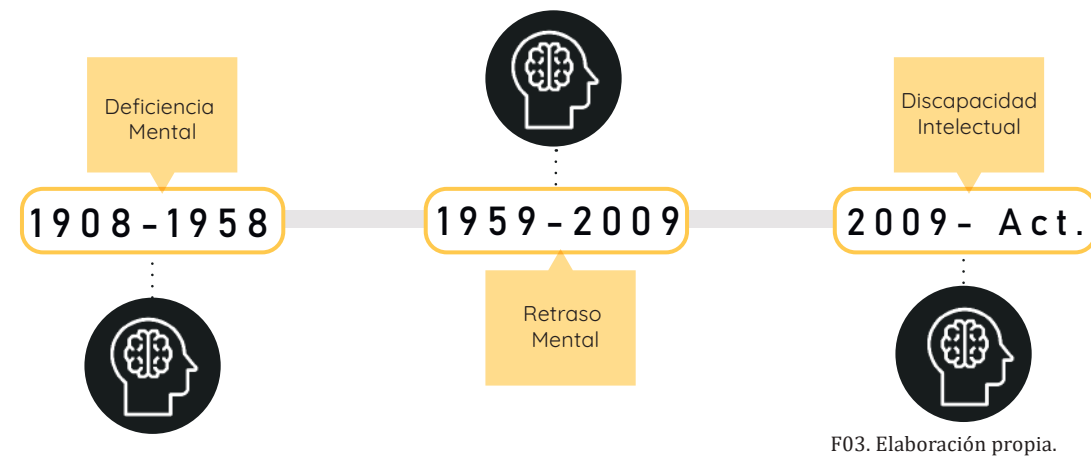 Deficiencia
Mental
1908-1958
1959-2009
Retraso
Mental
Discapacidad
Intelectual
2009- Act.
F03. Elaboración propia.